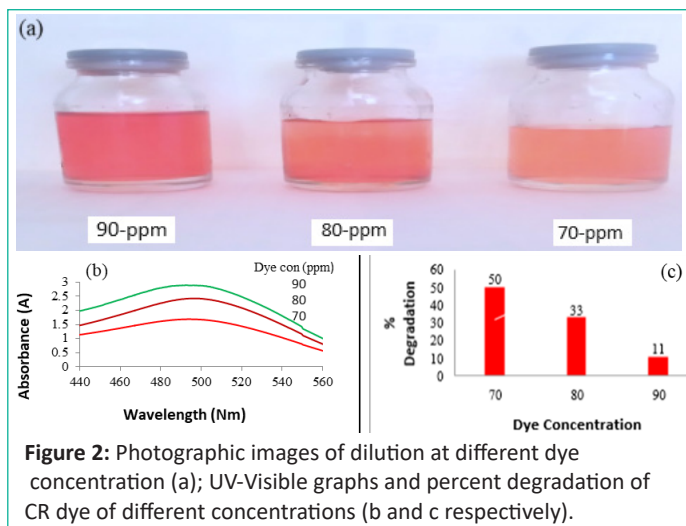 (a)
90-ppm
80-ppm
70-ppm
(b)
Dye con (ppm)
90
80
70
Absorbance (A)
3
2.5
2
1.5
1
0.5
0
440 460 480 500 520 540 560
Wavelength (Nm)
(c)
% Degradation
60
50
40
30
20
10
0
50
33
11
70 80 90
Dye Concentration
Figure 2: Photographic images of dilution at different dye
concentration (a); UV-Visible graphs and percent degradation of
CR dye of different concentrations (b and c respectively).